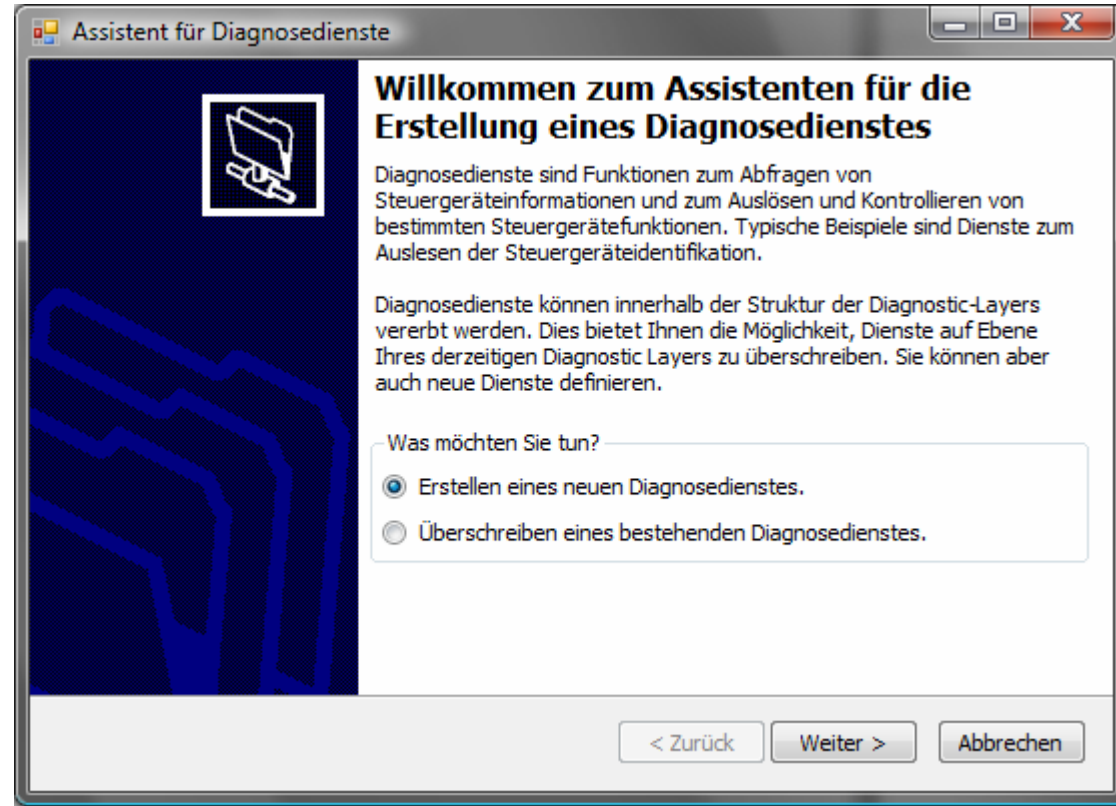 Assistent für Diagnosedienste
Willkommen zum Assistenten für die
Erstellung eines Diagnosedienstes
Diagnosedienste sind Funktionen zum Abfragen von
Steuergeräteinformationen und zum Auslösen und Kontrollieren von
bestimmten Steuergerätefunktionen. Typische Beispiele sind Dienste zum
Auslesen der Steuergeräteidentifikation.
Diagnosedienste können innerhalb der Struktur der Diagnostic-Layers
vererbt werden. Dies bietet Ihnen die Möglichkeit, Dienste auf Ebene
Ihres derzeitigen Diagnostic Layers zu überschreiben. Sie können aber
auch neue Dienste definieren.
Was möchten Sie tun?
Erstellen eines neuen Diagnosedienstes.
Überschreiben eines bestehenden Diagnosedienstes.
< Zurück Weiter > Abbrechen